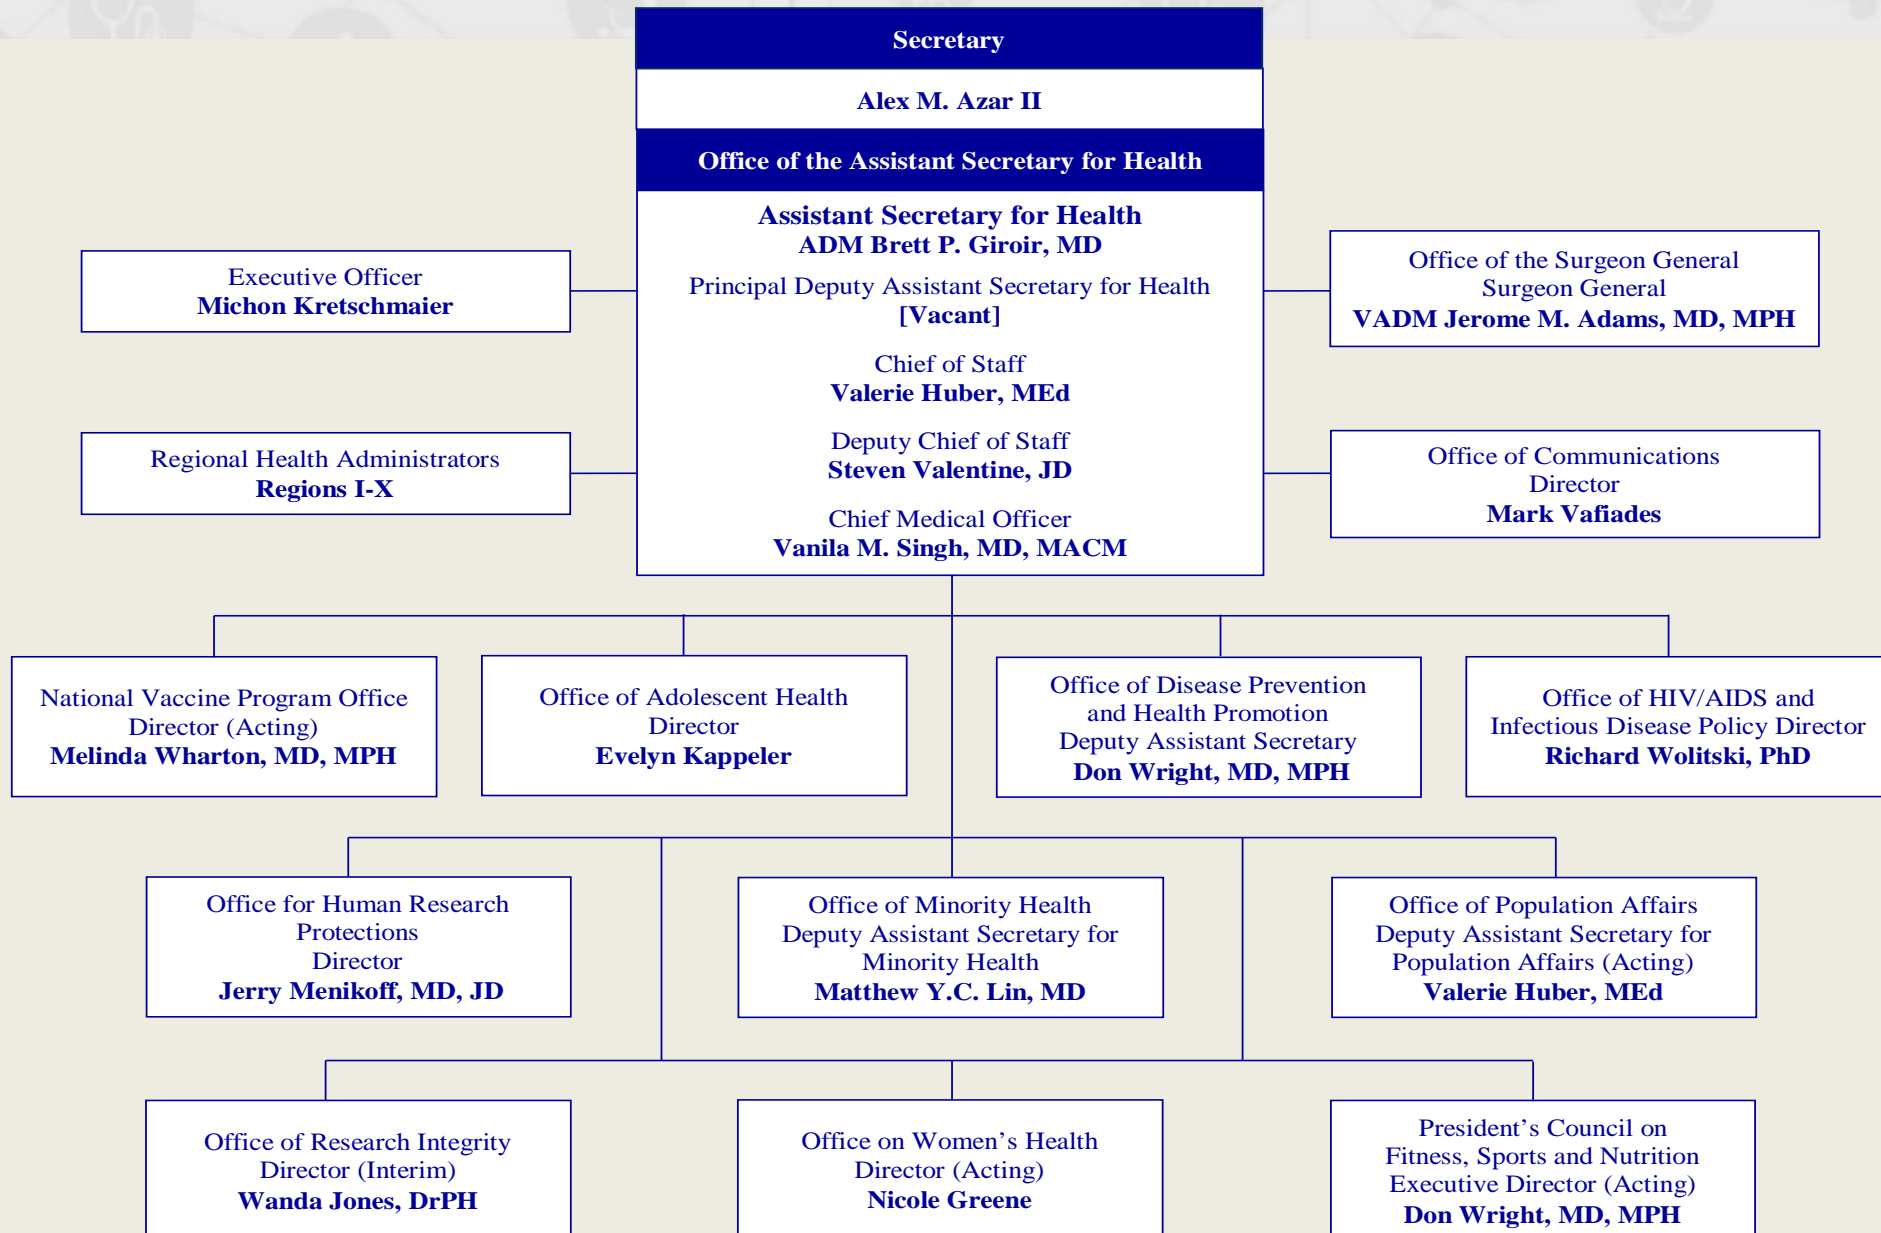 Secretary
Alex M. Azar II
Office of the Assistant Secretary for Health
Assistant Secretary for Health
ADM Brett P. Giroir, MD
Principal Deputy Assistant Secretary for Health
[Vacant]
Chief of Staff
Valerie Huber, MEd
Deputy Chief of Staff
Steven Valentine, JD
Chief Medical Officer
Vanila M. Singh, MD, MACM
Executive Officer
Michon Kretschmaier
Regional Health Administrators
Regions I-X
Office of the Surgeon General
Surgeon General
VADM Jerome M. Adams, MD, MPH
Office of Communications
Director
Mark Vafiades
National Vaccine Program Office
Director (Acting)
Melinda Wharton, MD, MPH
Office of Adolescent Health
Director
Evelyn Kappeler
Office of Disease Prevention
and Health Promotion
Deputy Assistant Secretary
Don Wright, MD, MPH
Office of HIV/AIDS and
Infectious Disease Policy Director
Richard Wolitski, PhD
Office for Human Research
Protections
Director
Jerry Menikoff, MD, JD
Office of Minority Health
Deputy Assistant Secretary for
Minority Health
Matthew Y.C. Lin, MD
Office of Population Affairs
Deputy Assistant Secretary for
Population Affairs (Acting)
Valerie Huber, MEd
Office of Research Integrity
Director (Interim)
Wanda Jones, DrPH
Office on Women’s Health
Director (Acting)
Nicole Greene
President’s Council on
Fitness, Sports and Nutrition
Executive Director (Acting)
Don Wright, MD, MPH